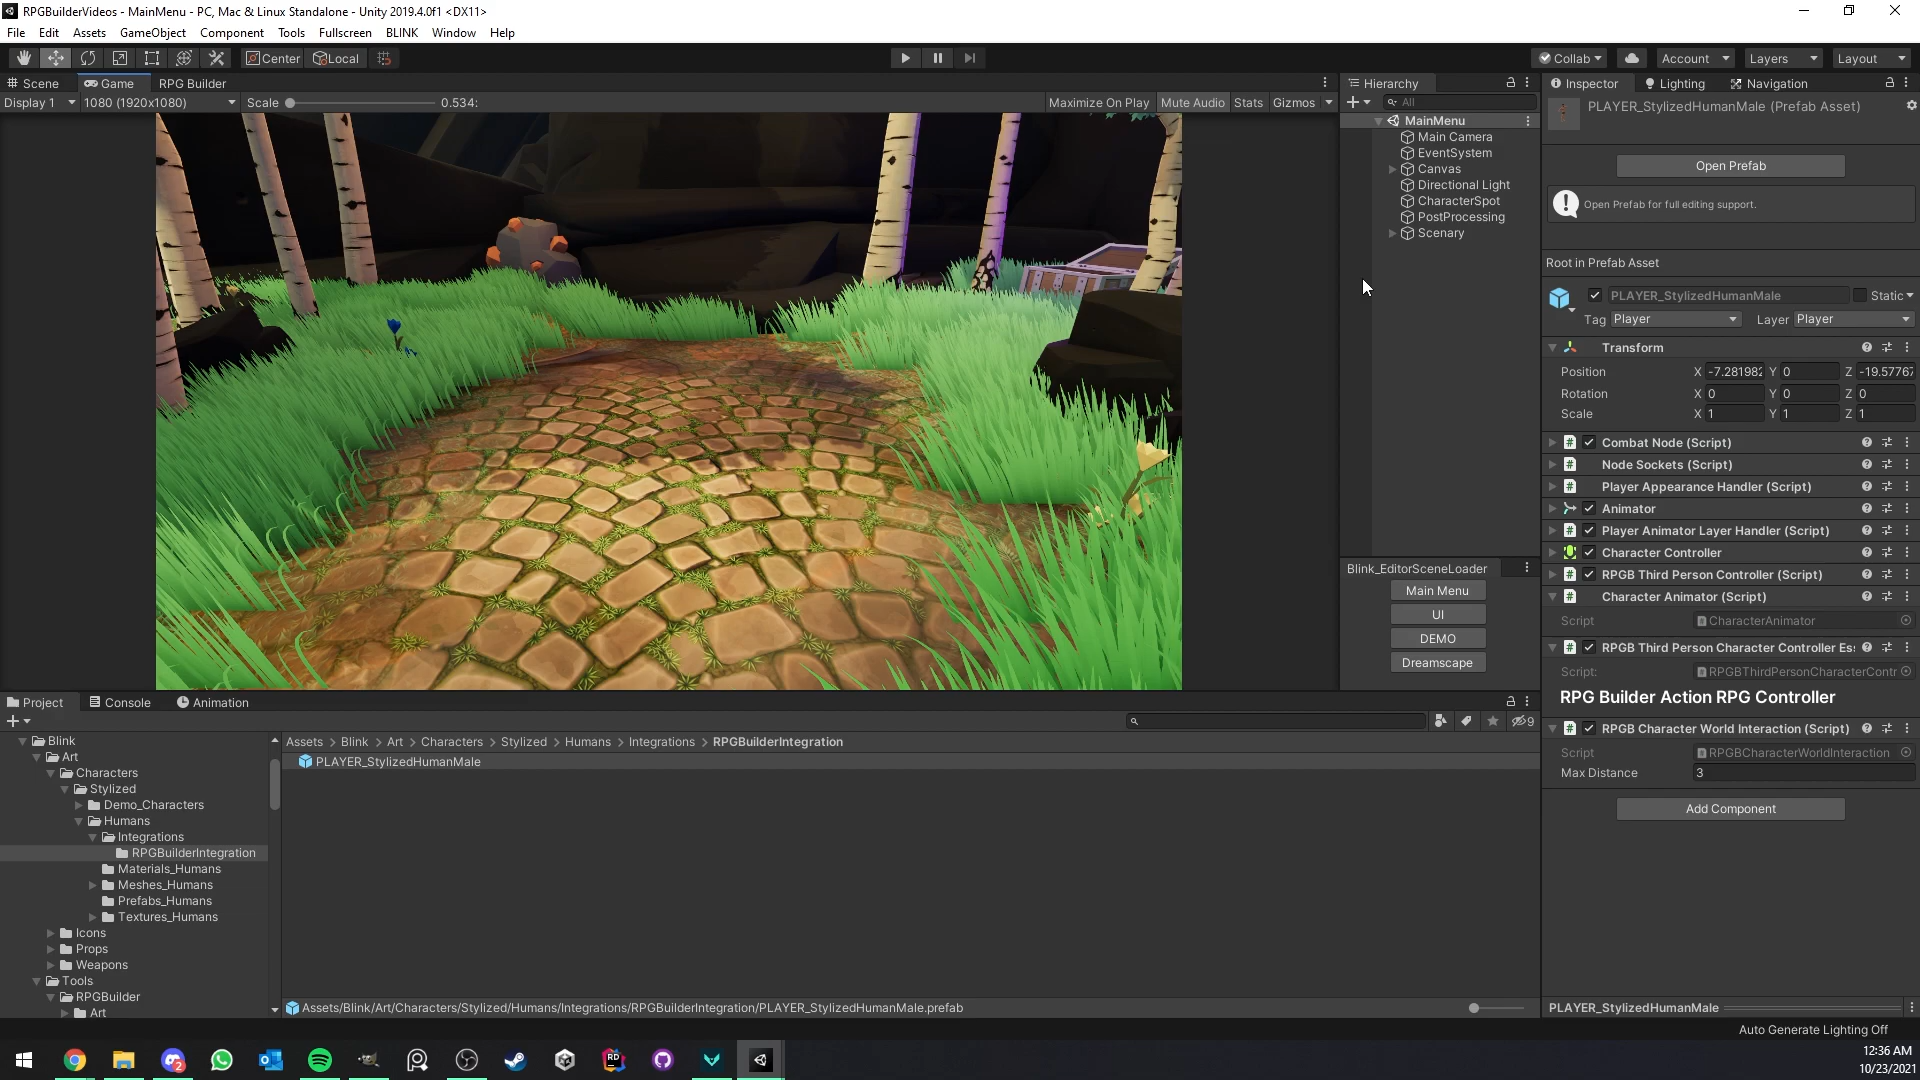 RPGBuilderVideos - MainMenu - PC, Mac & Linux Standalone - Unity 2019.4.0f1 <DX11>
File Edit Assets GameObject Component Tools Fullscreen BLINK Window Help
Center Local Collab Account Layers Layout
Scene Game RPG Builder
Display 1 1080 (1920x1080) Scale 0.534: Maximize On Play Mute Audio Stats Gizmos
Hierarchy
All
MainMenu
Main Camera
EventSystem
Canvas
Directional Light
CharacterSpot
PostProcessing
Scenary
Blink_EditorSceneLoader
Main Menu
UI
DEMO
Dreamscape
Inspector Lighting Navigation
PLAYER_StylizedHumanMale (Prefab Asset)
Open Prefab
Open Prefab for full editing support.
Root in Prefab Asset
PLAYER_StylizedHumanMale Static
Tag Player Layer Player
Transform
Position X -7.281982 Y 0 Z -19.57767
Rotation X 0 Y 0 Z 0
Scale X 1 Y 1 Z 1
# Combat Node (Script)
# Node Sockets (Script)
# Player Appearance Handler (Script)
Animator
# Player Animator Layer Handler (Script)
Character Controller
# RPGB Third Person Controller (Script)
# Character Animator (Script)
Script CharacterAnimator
# RPGB Third Person Character Controller Ess
Script: RPGBThirdPersonCharacterContr
RPG Builder Action RPG Controller
# RPGB Character World Interaction (Script)
Script RPGBCharacterWorldInteraction
Max Distance 3
Add Component
PLAYER_StylizedHumanMale
Project Console Animation
9
Blink
Art
Characters
Stylized
Demo_Characters
Humans
Integrations
RPGBuilderIntegration
Materials_Humans
Meshes_Humans
Prefabs_Humans
Textures_Humans
Icons
Props
Weapons
Tools
RPGBuilder
Art
Assets > Blink > Art > Characters > Stylized > Humans > Integrations > RPGBuilderIntegration
PLAYER_StylizedHumanMale
Assets/Blink/Art/Characters/Stylized/Humans/Integrations/RPGBuilderIntegration/PLAYER_StylizedHumanMale.prefab
Auto Generate Lighting Off
2
RD
12:36 AM
10/23/2021